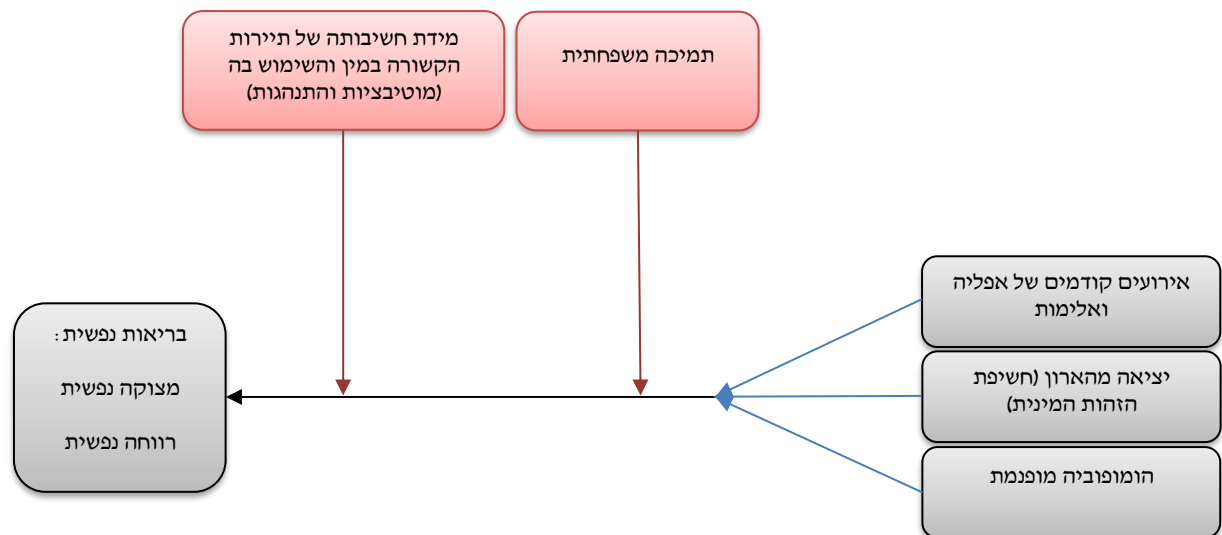 תמיכה משפחתית
מידת חשיבותה של תיירות
הקשורה במין והשימוש בה
(מוטיבציות והתנהגות)
אירועים קודמים של אפליה
ואלימות
יציאה מהארון (חשיפת
הזהות המינית)
הומופוביה מופנמת
בריאות נפשית:
מצוקה נפשית
רווחה נפשית